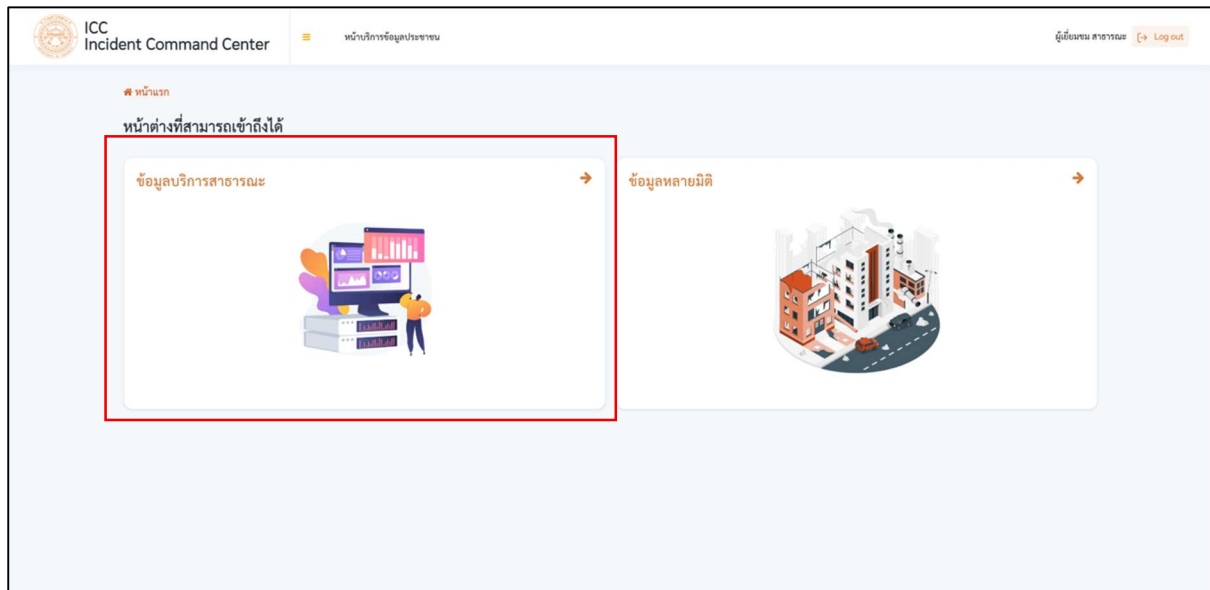 ICC
Incident Command Center
หน้าบริการข้อมูลประชาชน
ผู้เยี่ยมชม สาธารณะ
Log out
หน้าแรก
หน้าต่างที่สามารถเข้าถึงได้
ข้อมูลบริการสาธารณะ
ข้อมูลหลายมิติ